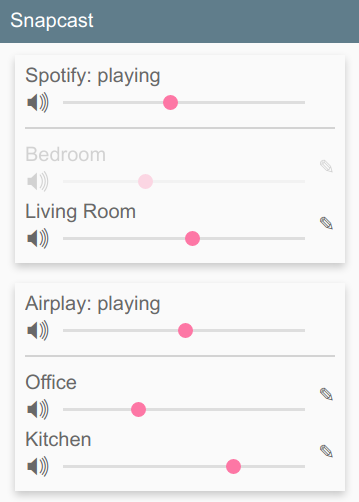 Snapcast
Spotify: playing
Bedroom
Living Room
Airplay: playing
Office
Kitchen